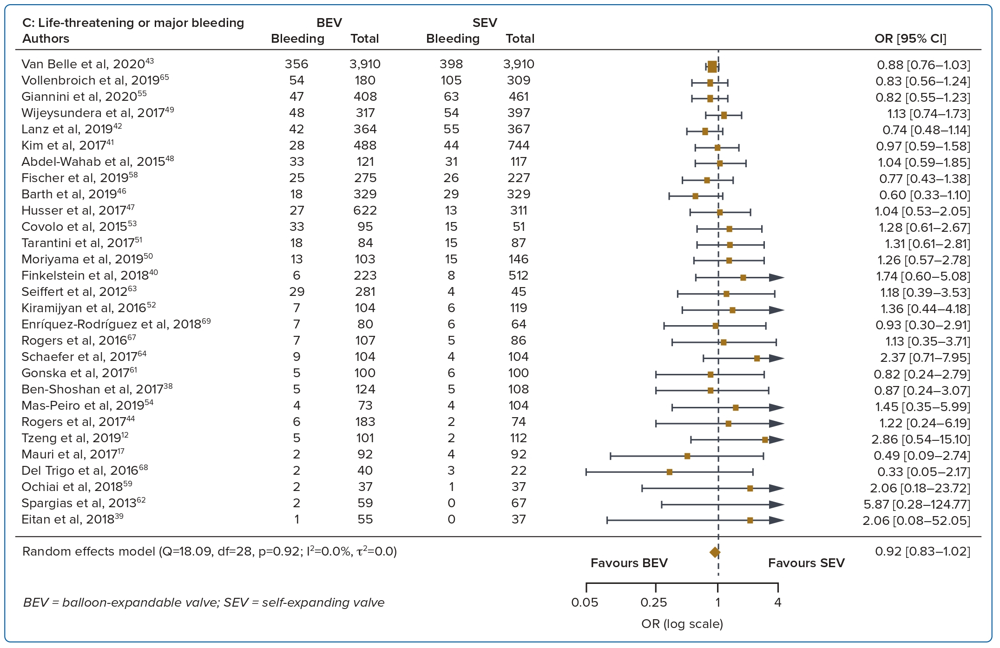 C: Life-threatening or major bleeding BEV SEV
Authors Bleeding Total Bleeding Total OR [95% CI]
Van Belle et al, 2020⁴³ 356 3,910 398 3,910 0.88 [0.76–1.03]
Vollenbroich et al, 2019⁶⁵ 54 180 105 309 0.83 [0.56–1.24]
Giannini et al, 2020⁵⁵ 47 408 63 461 0.82 [0.55–1.23]
Wijeysundera et al, 2017⁴⁹ 48 317 54 397 1.13 [0.74–1.73]
Lanz et al, 2019⁴² 42 364 55 367 0.74 [0.48–1.14]
Kim et al, 2017⁴¹ 28 488 44 744 0.97 [0.59–1.58]
Abdel-Wahab et al, 2015⁴⁸ 33 121 31 117 1.04 [0.59–1.85]
Fischer et al, 2019⁵⁸ 25 275 26 227 0.77 [0.43–1.38]
Barth et al, 2019⁴⁶ 18 329 29 329 0.60 [0.33–1.10]
Husser et al, 2017⁴⁷ 27 622 13 311 1.04 [0.53–2.05]
Covolo et al, 2015⁵³ 33 95 15 51 1.28 [0.61–2.67]
Tarantini et al, 2017⁵¹ 18 84 15 87 1.31 [0.61–2.81]
Moriyama et al, 2019⁵⁰ 13 103 15 146 1.26 [0.57–2.78]
Finkelstein et al, 2018⁴⁰ 6 223 8 512 1.74 [0.60–5.08]
Seiffert et al, 2012⁶³ 29 281 4 45 1.18 [0.39–3.53]
Kiramijyan et al, 2016⁵² 7 104 6 119 1.36 [0.44–4.18]
Enríquez-Rodríguez et al, 2018⁶⁹ 7 80 6 64 0.93 [0.30–2.91]
Rogers et al, 2016⁶⁷ 7 107 5 86 1.13 [0.35–3.71]
Schaefer et al, 2017⁶⁴ 9 104 4 104 2.37 [0.71–7.95]
Gonska et al, 2017⁶¹ 5 100 6 100 0.82 [0.24–2.79]
Ben-Shoshan et al, 2017³⁸ 5 124 5 108 0.87 [0.24–3.07]
Mas-Peiro et al, 2019⁵⁴ 4 73 4 104 1.45 [0.35–5.99]
Rogers et al, 2017⁴⁴ 6 183 2 74 1.22 [0.24–6.19]
Tzeng et al, 2019¹² 5 101 2 112 2.86 [0.54–15.10]
Mauri et al, 2017¹⁷ 2 92 4 92 0.49 [0.09–2.74]
Del Trigo et al, 2016⁶⁸ 2 40 3 22 0.33 [0.05–2.17]
Ochiai et al, 2018⁵⁹ 2 37 1 37 2.06 [0.18–23.72]
Spargias et al, 2013⁶² 2 59 0 67 5.87 [0.28–124.77]
Eitan et al, 2018³⁹ 1 55 0 37 2.06 [0.08–52.05]
Random effects model (Q=18.09, df=28, p=0.92; I²=0.0%, τ²=0.0) 0.92 [0.83–1.02]
Favours BEV Favours SEV
BEV = balloon-expandable valve; SEV = self-expanding valve 0.05 0.25 1 4
OR (log scale)